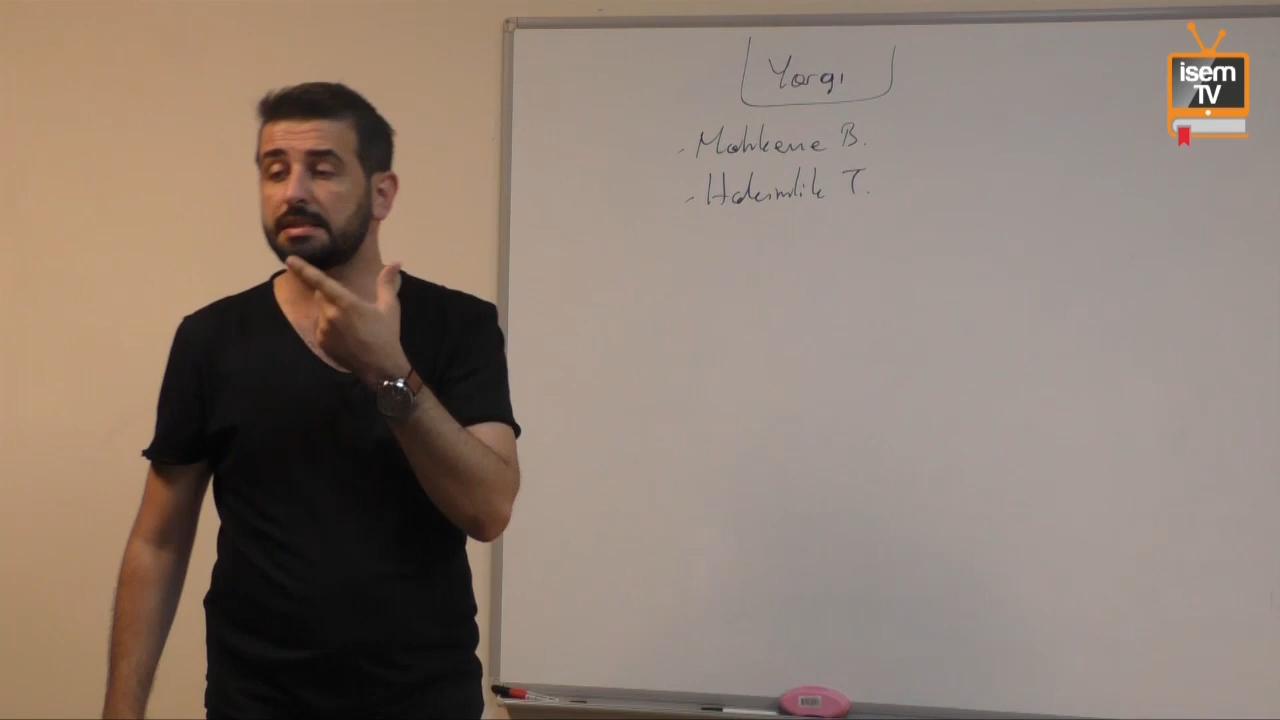 Yargı
- Mahkeme B.
- Hakimlik T.
isem
TV